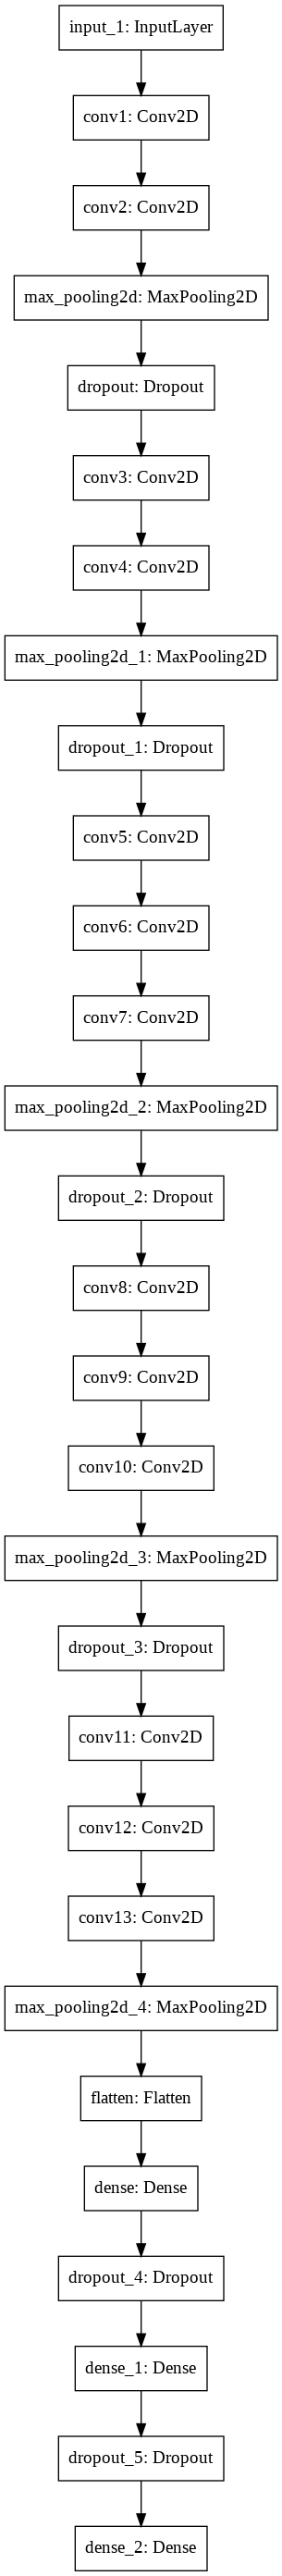 input_1: InputLayer
conv1: Conv2D
conv2: Conv2D
max_pooling2d: MaxPooling2D
dropout: Dropout
conv3: Conv2D
conv4: Conv2D
max_pooling2d_1: MaxPooling2D
dropout_1: Dropout
conv5: Conv2D
conv6: Conv2D
conv7: Conv2D
max_pooling2d_2: MaxPooling2D
dropout_2: Dropout
conv8: Conv2D
conv9: Conv2D
conv10: Conv2D
max_pooling2d_3: MaxPooling2D
dropout_3: Dropout
conv11: Conv2D
conv12: Conv2D
conv13: Conv2D
max_pooling2d_4: MaxPooling2D
flatten: Flatten
dense: Dense
dropout_4: Dropout
dense_1: Dense
dropout_5: Dropout
dense_2: Dense